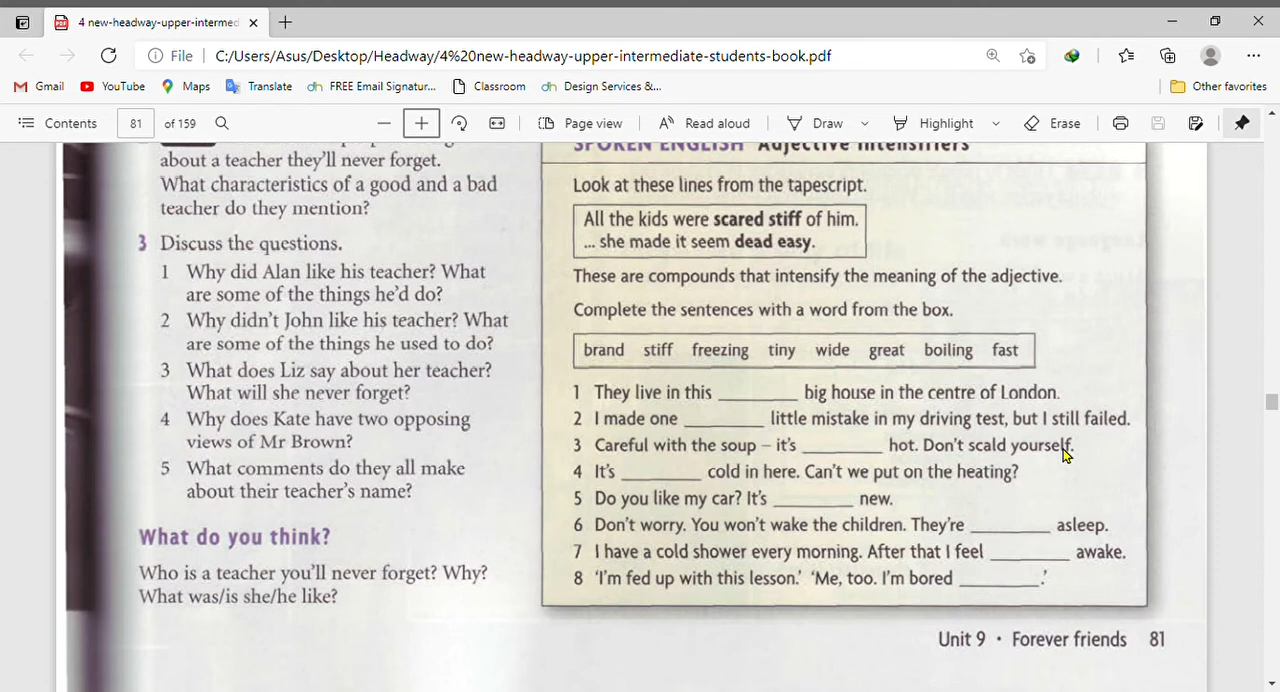 4 new-headway-upper-intermed
File C:/Users/Asus/Desktop/Headway/4%20new-headway-upper-intermediate-students-book.pdf
Gmail YouTube Maps Translate FREE Email Signatur... Classroom Design Services &... Other favorites
Contents 81 of 159 Page view Read aloud Draw Highlight Erase
about a teacher they'll never forget.
What characteristics of a good and a bad
teacher do they mention?
3 Discuss the questions.
1 Why did Alan like his teacher? What
are some of the things he'd do?
2 Why didn't John like his teacher? What
are some of the things he used to do?
3 What does Liz say about her teacher?
What will she never forget?
4 Why does Kate have two opposing
views of Mr Brown?
5 What comments do they all make
about their teacher's name?
What do you think?
Who is a teacher you'll never forget? Why?
What was/is she/he like?
SPOKEN ENGLISH Adjective intensifiers
Look at these lines from the tapescript.
All the kids were scared stiff of him.
... she made it seem dead easy.
These are compounds that intensify the meaning of the adjective.
Complete the sentences with a word from the box.
brand stiff freezing tiny wide great boiling fast
1 They live in this ________ big house in the centre of London.
2 I made one ________ little mistake in my driving test, but I still failed.
3 Careful with the soup – it's ________ hot. Don't scald yourself.
4 It's ________ cold in here. Can't we put on the heating?
5 Do you like my car? It's ________ new.
6 Don't worry. You won't wake the children. They're ________ asleep.
7 I have a cold shower every morning. After that I feel ________ awake.
8 'I'm fed up with this lesson.' 'Me, too. I'm bored ________.'
Unit 9 · Forever friends 81